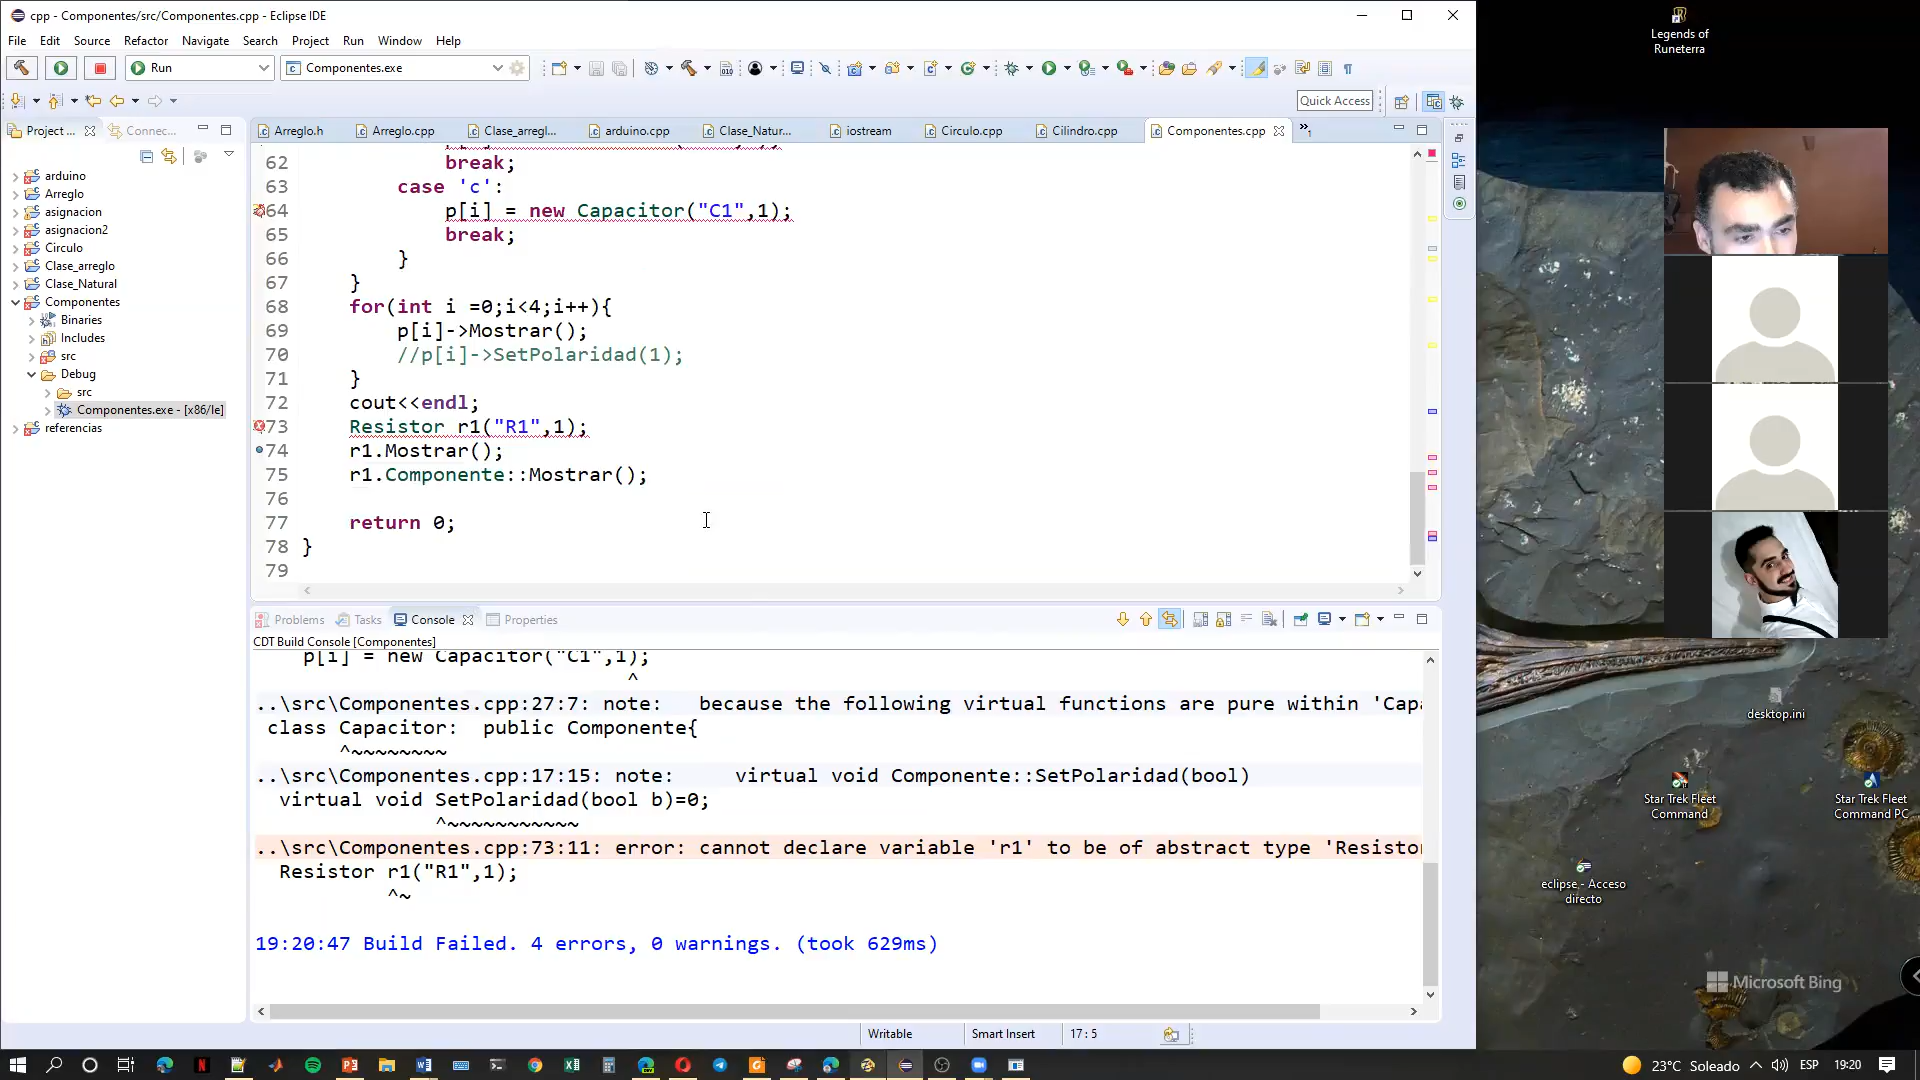 cpp - Componentes/src/Componentes.cpp - Eclipse IDE
File Edit Source Refactor Navigate Search Project Run Window Help
Run
Componentes.exe
Quick Access
Project ...
Connec...
Arreglo.h
Arreglo.cpp
Clase_arregl...
arduino.cpp
Clase_Natur...
iostream
Circulo.cpp
Cilindro.cpp
Componentes.cpp
»1
arduino
Arreglo
asignacion
asignacion2
Circulo
Clase_arreglo
Clase_Natural
Componentes
Binaries
Includes
src
Debug
src
Componentes.exe - [x86/le]
referencias
62 break;
63 case 'c':
64 p[i] = new Capacitor("C1",1);
65 break;
66 }
67 }
68 for(int i =0;i<4;i++){
69 p[i]->Mostrar();
70 //p[i]->SetPolaridad(1);
71 }
72 cout<<endl;
73 Resistor r1("R1",1);
74 r1.Mostrar();
75 r1.Componente::Mostrar();
76
77 return 0;
78 }
79
Problems Tasks Console Properties
CDT Build Console [Componentes]
p[i] = new Capacitor("C1",1);
^
..\src\Componentes.cpp:27:7: note: because the following virtual functions are pure within 'Capa
class Capacitor: public Componente{
^~~~~~~~~
..\src\Componentes.cpp:17:15: note: virtual void Componente::SetPolaridad(bool)
virtual void SetPolaridad(bool b)=0;
^~~~~~~~~~~~
..\src\Componentes.cpp:73:11: error: cannot declare variable 'r1' to be of abstract type 'Resistor
Resistor r1("R1",1);
^~
19:20:47 Build Failed. 4 errors, 0 warnings. (took 629ms)
Writable
Smart Insert
17 : 5
Legends of
Runeterra
desktop.ini
Star Trek Fleet
Command
Star Trek Fleet
Command PC
eclipse - Acceso
directo
Microsoft Bing
23°C Soleado
ESP
19:20